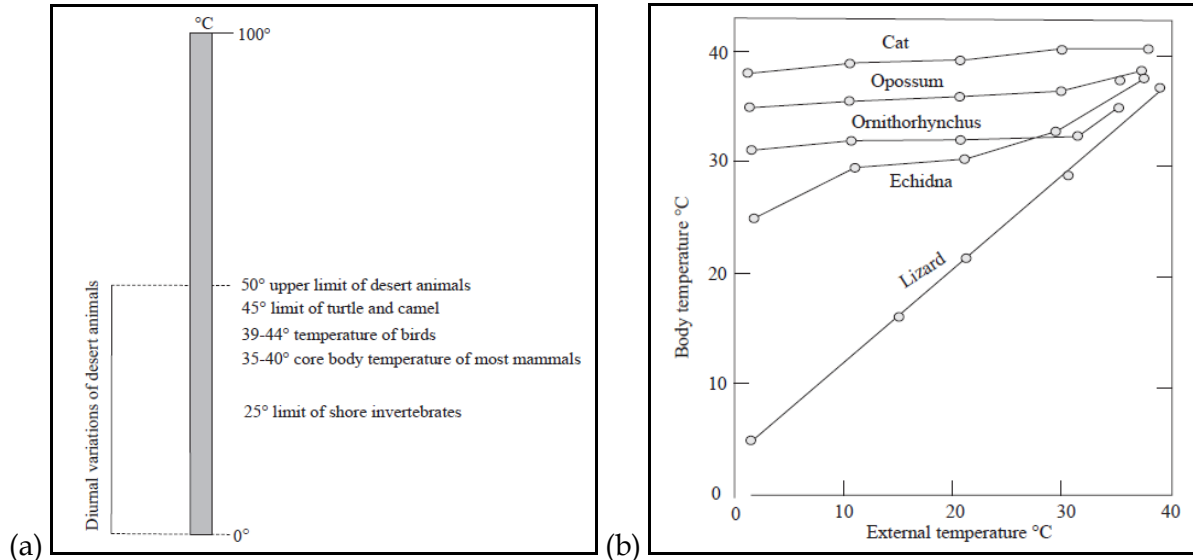 °C
100°
50° upper limit of desert animals
45° limit of turtle and camel
39-44° temperature of birds
35-40° core body temperature of most mammals
25° limit of shore invertebrates
0°
Diurnal variations of desert animals
(a)
Cat
Opossum
Ornithorhynchus
Echidna
Lizard
Body temperature °C
40
30
20
10
0
0 10 20 30 40
External temperature °C
(b)